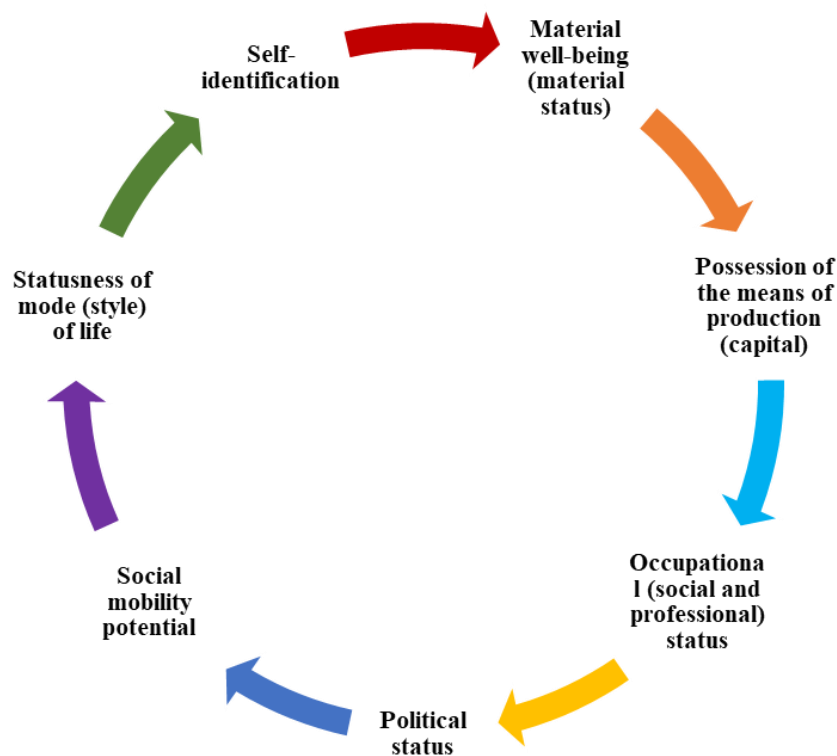 Self-
identification
Material
well-being
(material
status)
Possession of
the means of
production
(capital)
Occupationa
l (social and
professional)
status
Political
status
Social
mobility
potential
Statusness of
mode (style)
of life